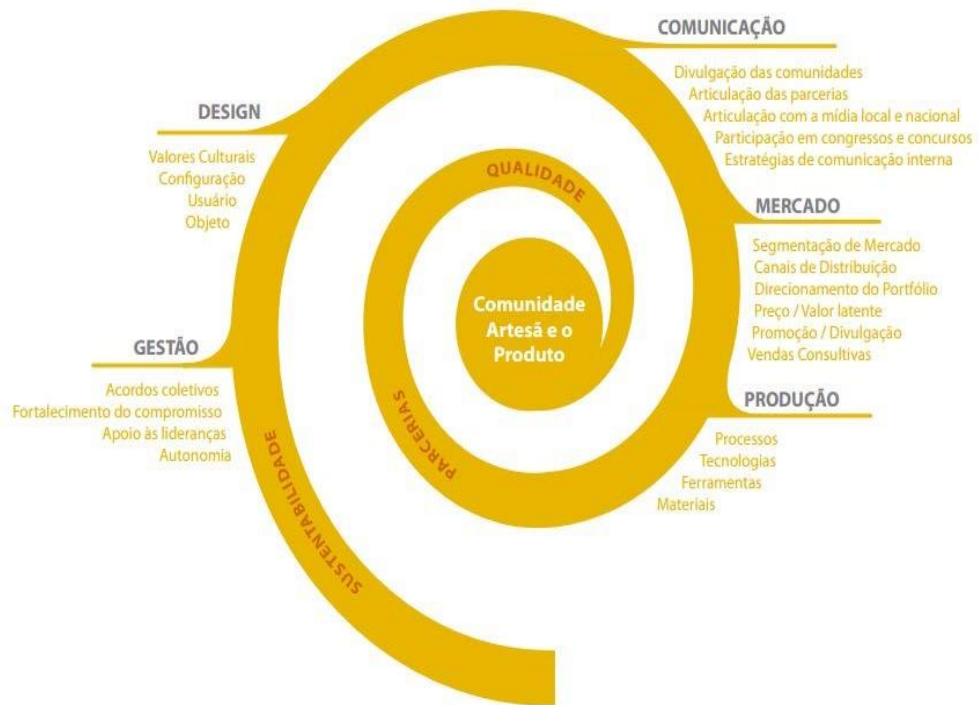 COMUNICAÇÃO
Divulgação das comunidades
Articulação das parcerias
Articulação com a mídia local e nacional
Participação em congressos e concursos
Estratégias de comunicação interna
DESIGN
Valores Culturais
Configuração
Usuário
Objeto
QUALIDADE
MERCADO
Segmentação de Mercado
Canais de Distribuição
Direcionamento do Portfólio
Preço / Valor latente
Promoção / Divulgação
Vendas Consultivas
Comunidade
Artesã e o
Produto
GESTÃO
Acordos coletivos
Fortalecimento do compromisso
Apoio às lideranças
Autonomia
PARCERIAS
PRODUÇÃO
Processos
Tecnologias
Ferramentas
Materiais
SUSTENTABILIDADE